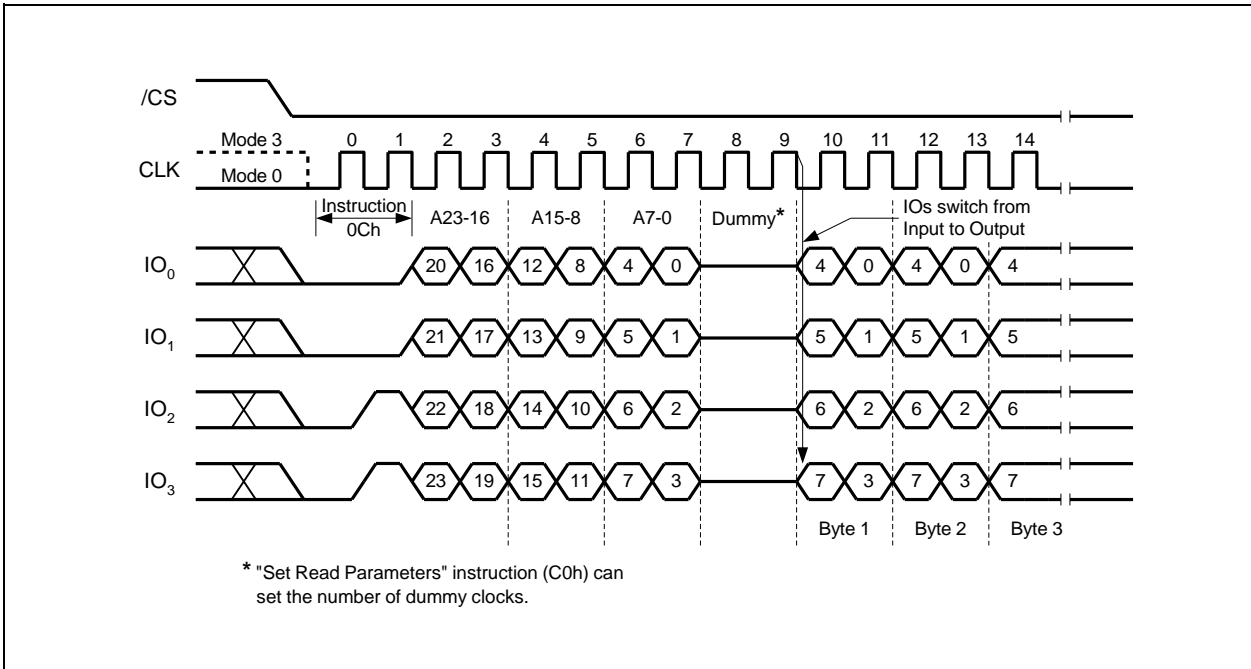 /CS
Mode 3
0 1 2 3 4 5 6 7 8 9 10 11 12 13 14
CLK
Mode 0
Instruction
0Ch
A23-16
A15-8
A7-0
Dummy*
IOs switch from
Input to Output
IO0
20 16 12 8 4 0 4 0 4 0 4
IO1
21 17 13 9 5 1 5 1 5 1 5
IO2
22 18 14 10 6 2 6 2 6 2 6
IO3
23 19 15 11 7 3 7 3 7 3 7
Byte 1
Byte 2
Byte 3
* "Set Read Parameters" instruction (C0h) can
set the number of dummy clocks.